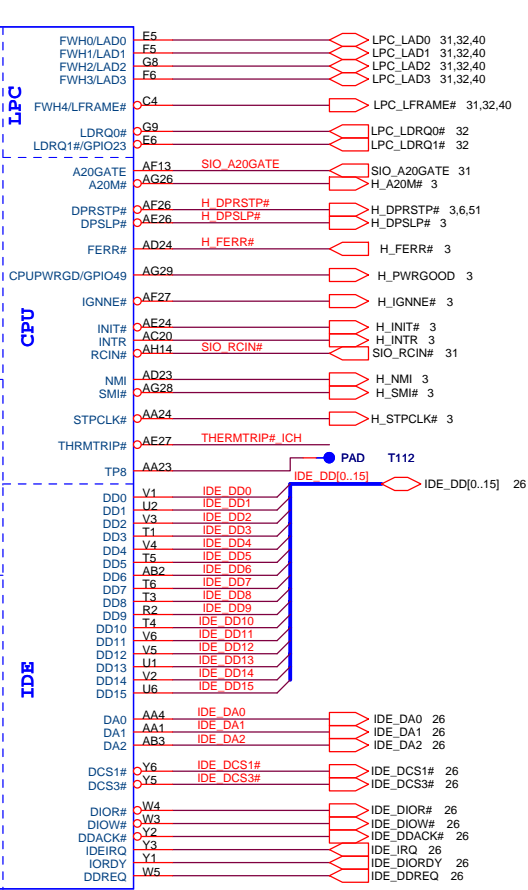 LPC
FWH0/LAD0 E5 LPC_LAD0 31,32,40
FWH1/LAD1 F5 LPC_LAD1 31,32,40
FWH2/LAD2 G8 LPC_LAD2 31,32,40
FWH3/LAD3 F6 LPC_LAD3 31,32,40
FWH4/LFRAME# C4 LPC_LFRAME# 31,32,40
LDRQ0# G9 LPC_LDRQ0# 32
LDRQ1#/GPIO23 E6 LPC_LDRQ1# 32
CPU
A20GATE AF13 SIO_A20GATE SIO_A20GATE 31
A20M# AG26 H_A20M# 3
DPRSTP# AF26 H_DPRSTP# H_DPRSTP# 3,6,51
DPSLP# AE26 H_DPSLP# H_DPSLP# 3
FERR# AD24 H_FERR# H_FERR# 3
CPUPWRGD/GPIO49 AG29 H_PWRGOOD 3
IGNNE# AF27 H_IGNNE# 3
INIT# AE24 H_INIT# 3
INTR AC20 H_INTR 3
RCIN# AH14 SIO_RCIN# SIO_RCIN# 31
NMI AD23 H_NMI 3
SMI# AG28 H_SMI# 3
STPCLK# AA24 H_STPCLK# 3
THRMTRIP# AE27 THERMTRIP#_ICH
PAD T112
TP8 AA23
IDE
IDE_DD[0..15] IDE_DD[0..15] 26
DD0 V1 IDE_DD0
DD1 U2 IDE_DD1
DD2 V3 IDE_DD2
DD3 T1 IDE_DD3
DD4 V4 IDE_DD4
DD5 T5 IDE_DD5
DD6 AB2 IDE_DD6
DD7 T6 IDE_DD7
DD8 T3 IDE_DD8
DD9 R2 IDE_DD9
DD10 T4 IDE_DD10
DD11 V6 IDE_DD11
DD12 V5 IDE_DD12
DD13 U1 IDE_DD13
DD14 V2 IDE_DD14
DD15 U6 IDE_DD15
DA0 AA4 IDE_DA0 IDE_DA0 26
DA1 AA1 IDE_DA1 IDE_DA1 26
DA2 AB3 IDE_DA2 IDE_DA2 26
DCS1# Y6 IDE_DCS1# IDE_DCS1# 26
DCS3# Y5 IDE_DCS3# IDE_DCS3# 26
DIOR# W4 IDE_DIOR# 26
DIOW# W3 IDE_DIOW# 26
DDACK# Y2 IDE_DDACK# 26
IDEIRQ Y3 IDE_IRQ 26
IORDY Y1 IDE_DIORDY 26
DDREQ W5 IDE_DDREQ 26